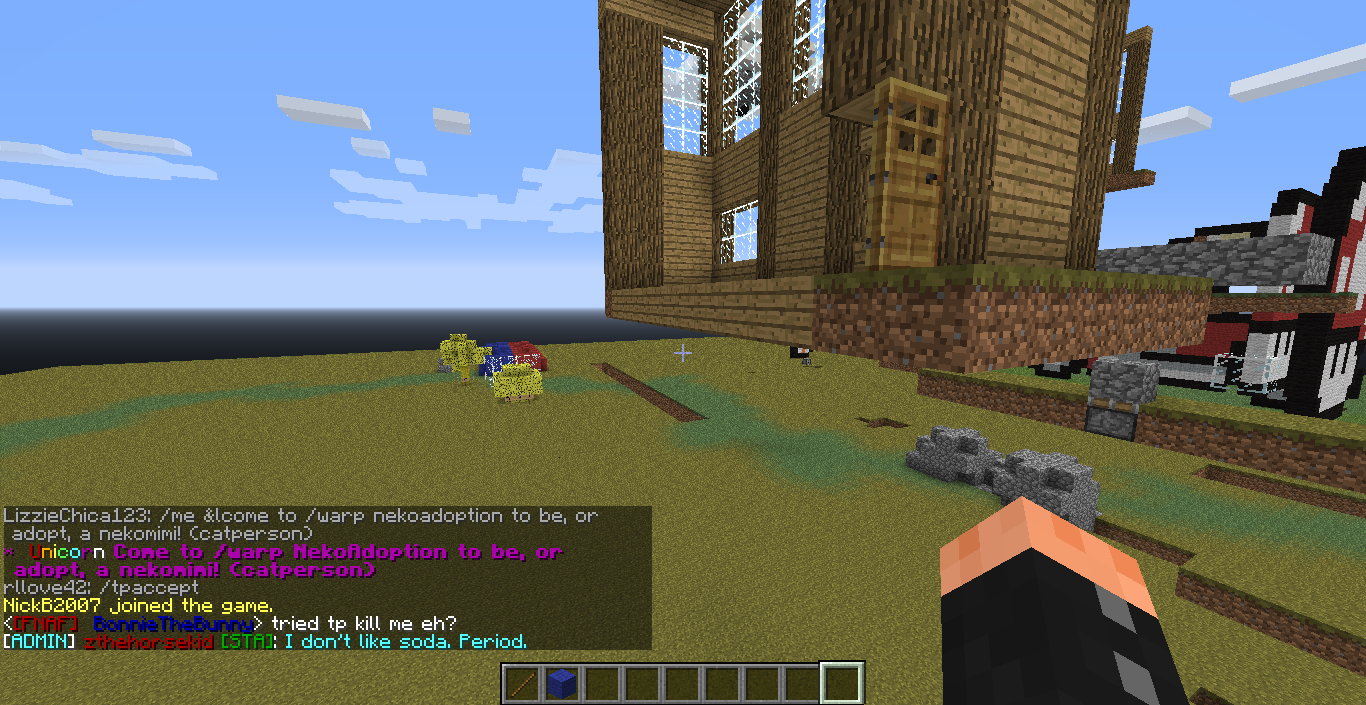 LizzieChica123: /me &lcome to /warp nekoadoption to be, or
adopt, a nekomimi! (catperson)
* Unicorn Come to /warp NekoAdoption to be, or
adopt, a nekomimi! (catperson)
rllove42: /tpaccept
NickB2007 joined the game.
<[FNAF] BonnieTheBunny> tried tp kill me eh?
[ADMIN] zthehorsekid [STA]: I don't like soda. Period.